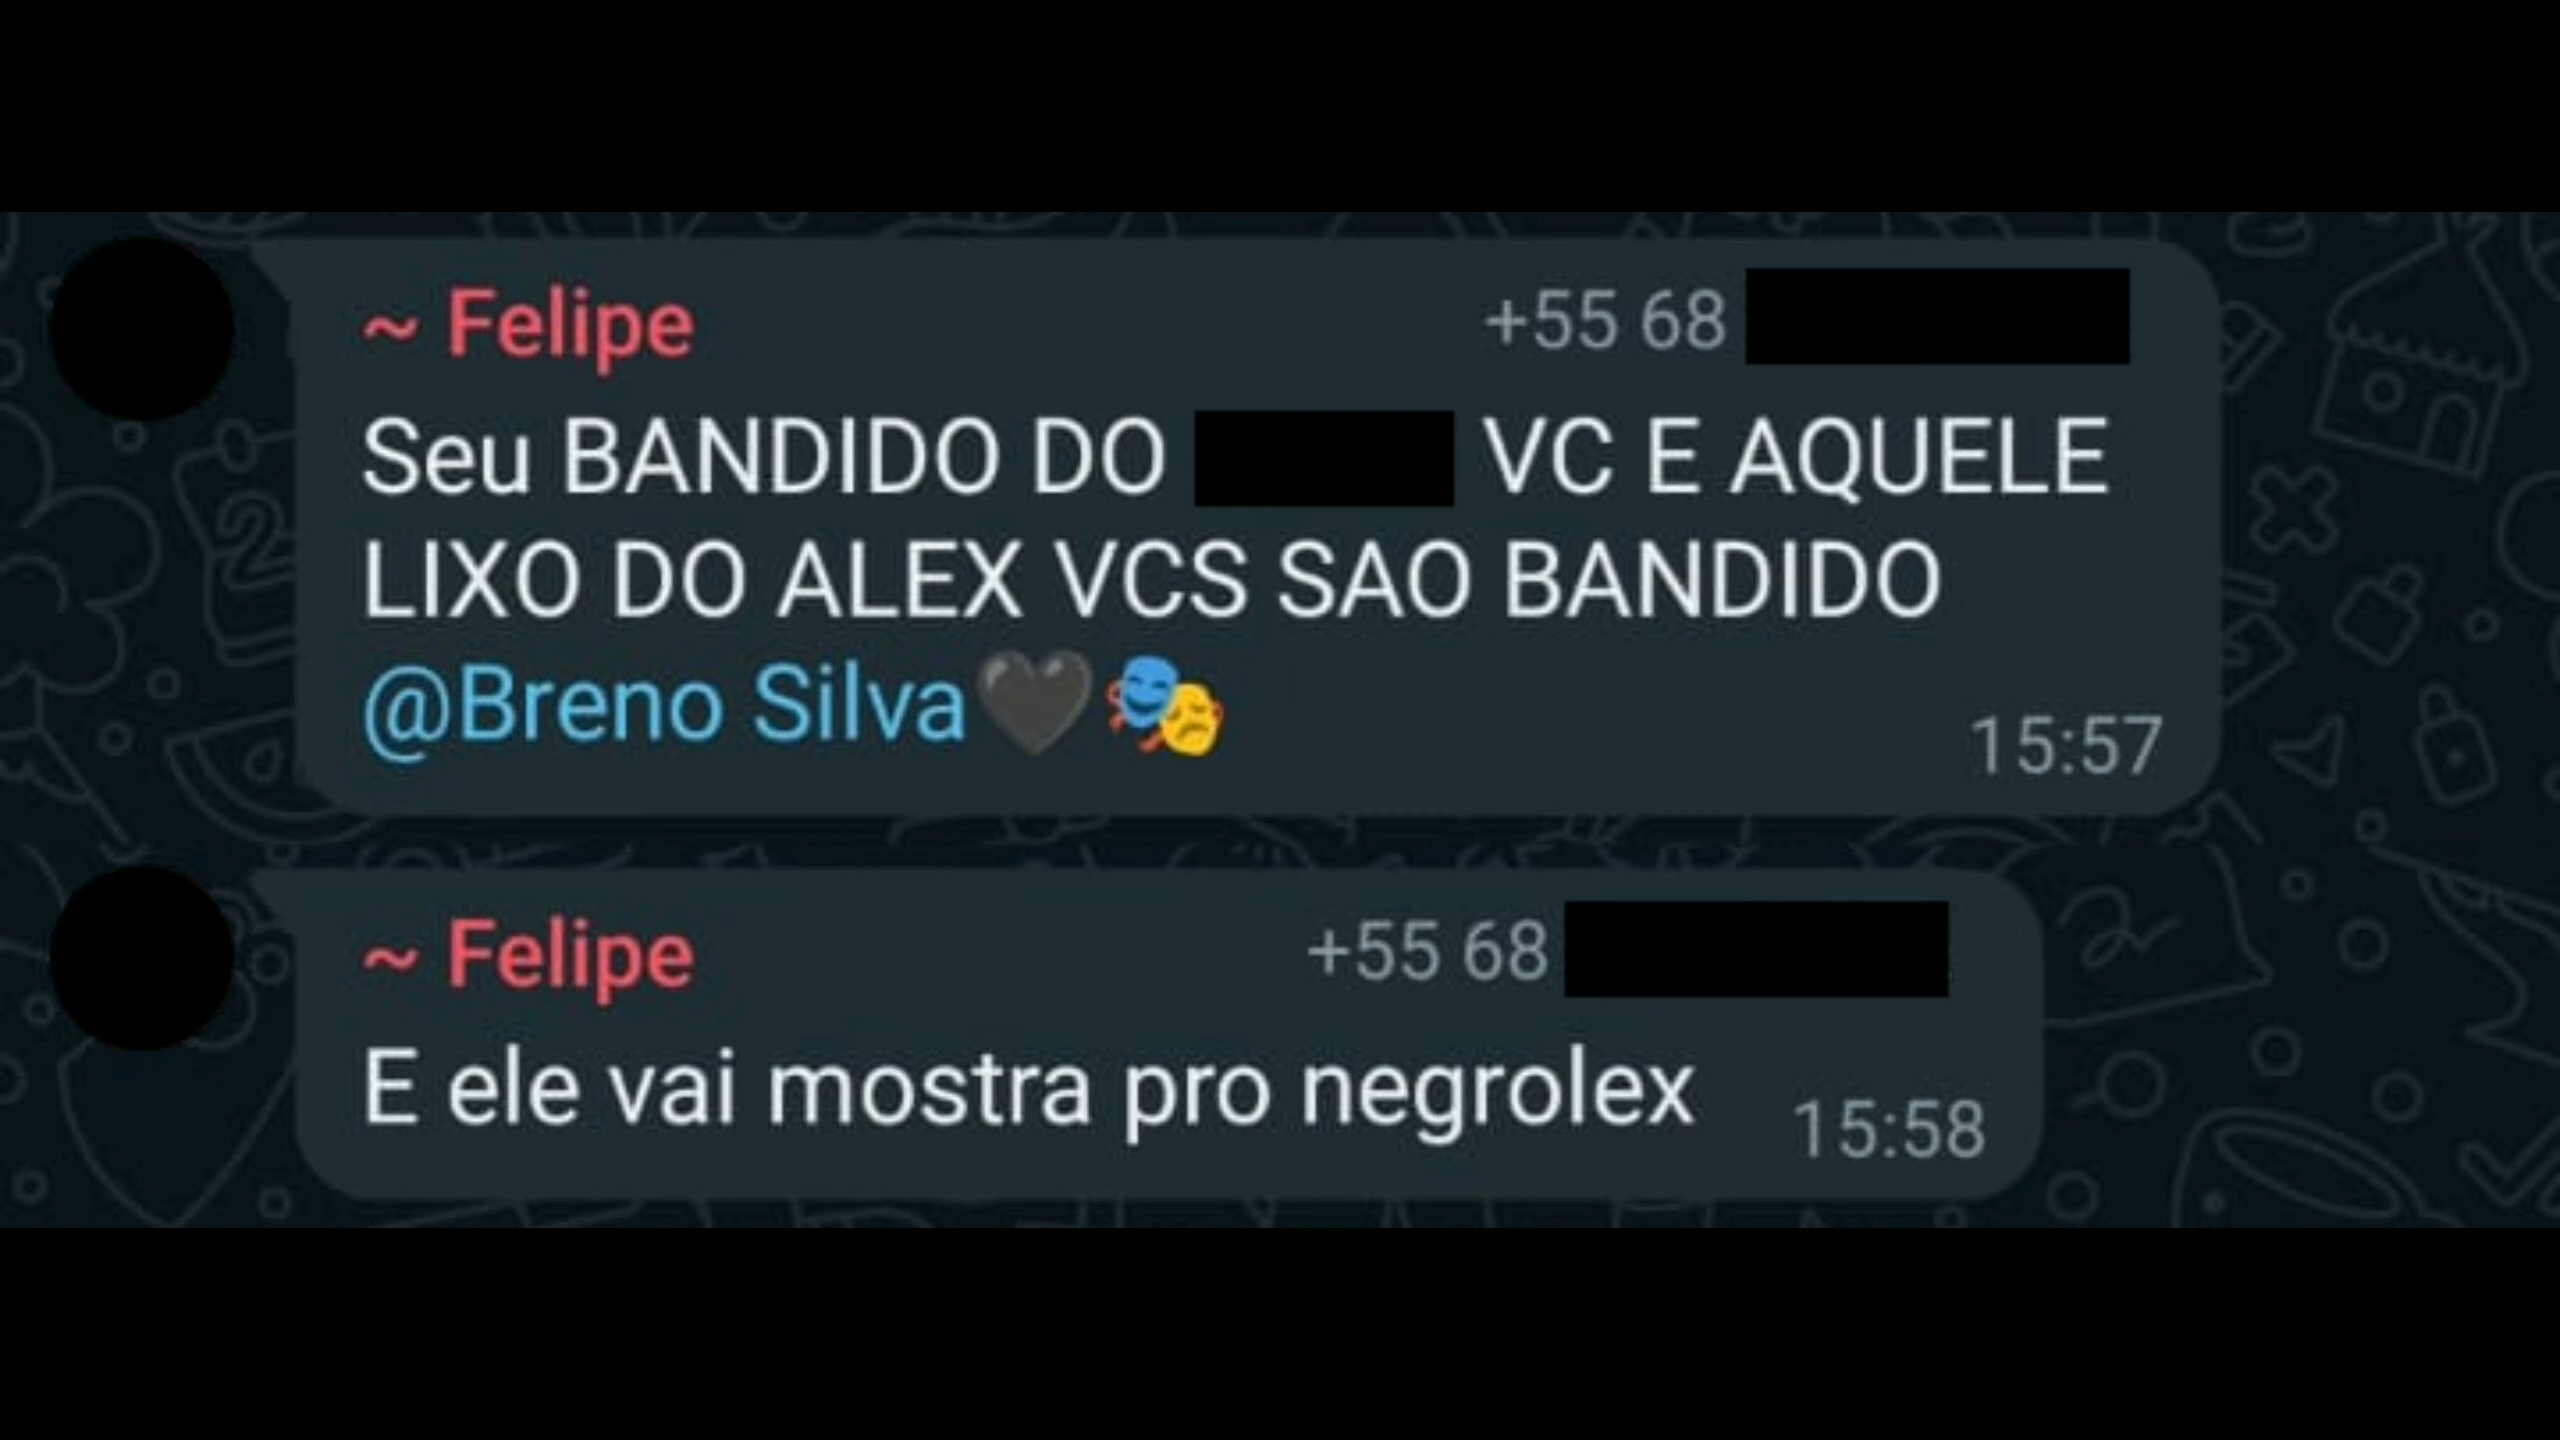 ~ Felipe +55 68
Seu BANDIDO DO VC E AQUELE
LIXO DO ALEX VCS SAO BANDIDO
@Breno Silva🖤🎭
15:57
~ Felipe +55 68
E ele vai mostra pro negrolex 15:58